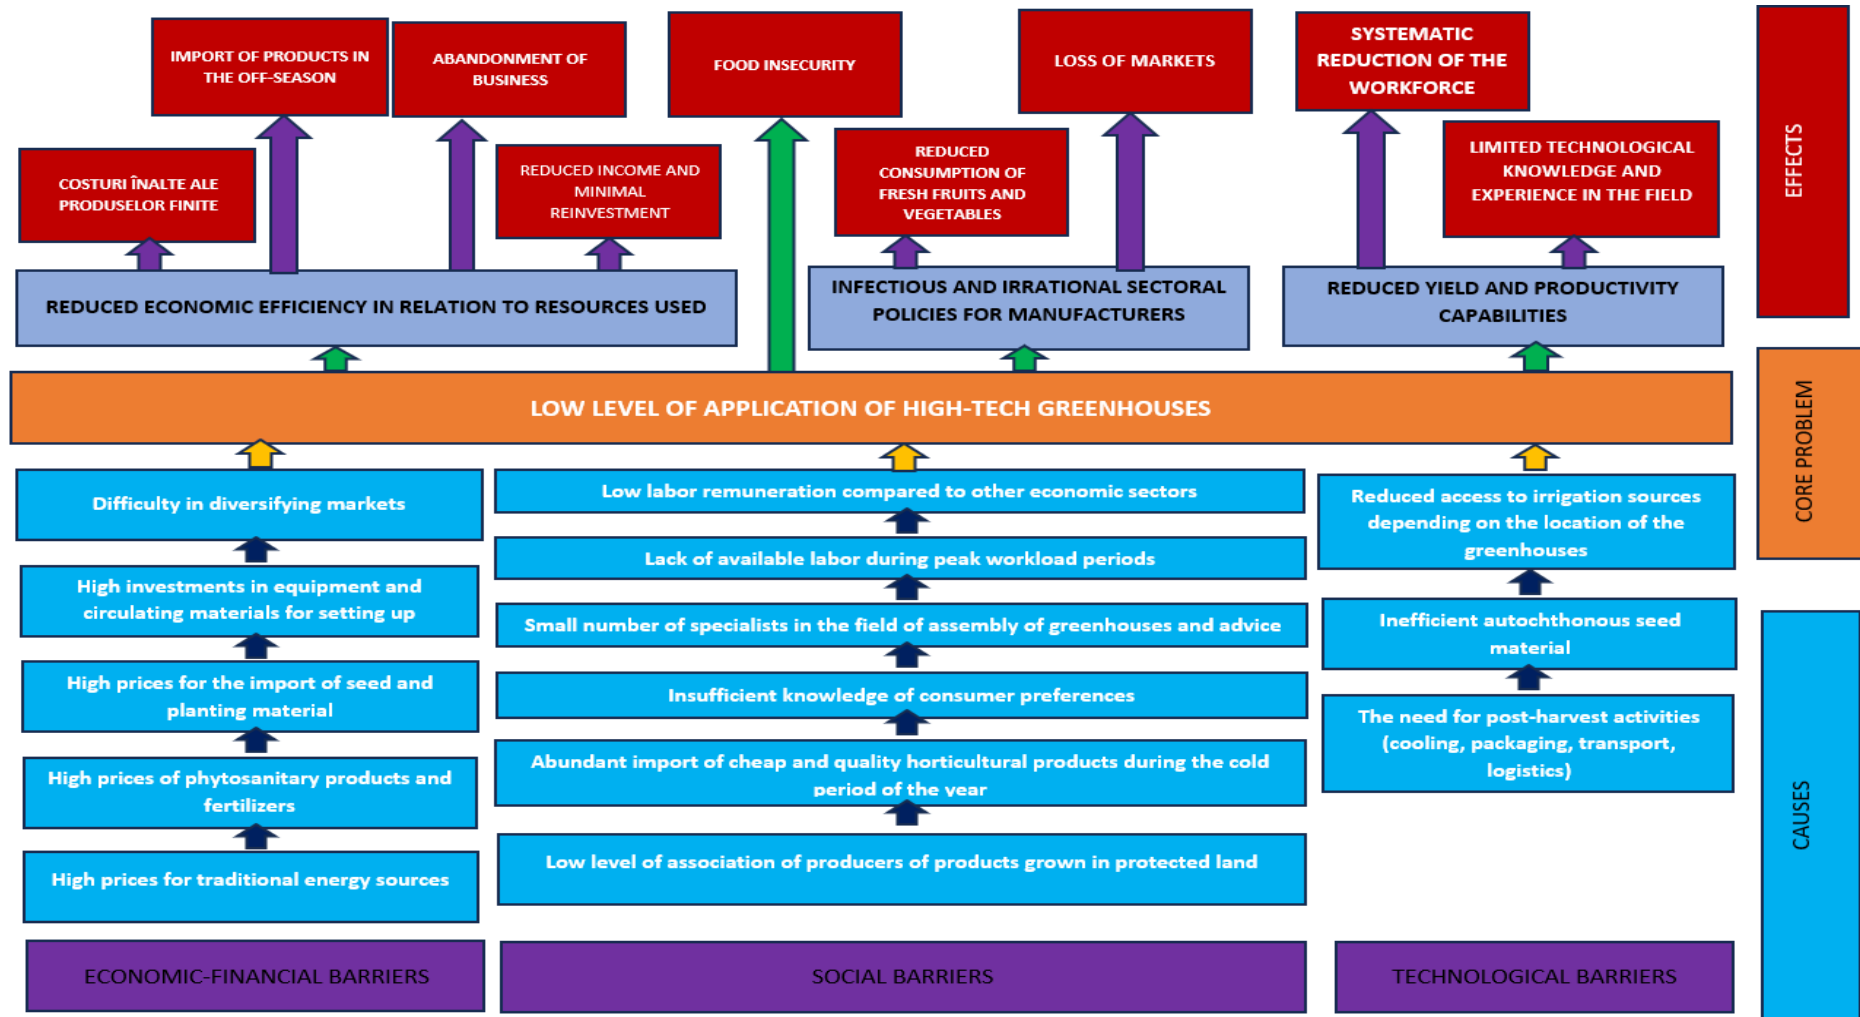 IMPORT OF PRODUCTS IN
THE OFF-SEASON
ABANDONMENT OF
BUSINESS
FOOD INSECURITY
LOSS OF MARKETS
SYSTEMATIC
REDUCTION OF THE
WORKFORCE
COSTURI ÎNALTE ALE
PRODUSELOR FINITE
REDUCED INCOME AND
MINIMAL
REINVESTMENT
REDUCED
CONSUMPTION OF
FRESH FRUITS AND
VEGETABLES
LIMITED TECHNOLOGICAL
KNOWLEDGE AND
EXPERIENCE IN THE FIELD
EFFECTS
REDUCED ECONOMIC EFFICIENCY IN RELATION TO RESOURCES USED
INFECTIOUS AND IRRATIONAL SECTORAL
POLICIES FOR MANUFACTURERS
REDUCED YIELD AND PRODUCTIVITY
CAPABILITIES
LOW LEVEL OF APPLICATION OF HIGH-TECH GREENHOUSES
CORE PROBLEM
Difficulty in diversifying markets
High investments in equipment and
circulating materials for setting up
High prices for the import of seed and
planting material
High prices of phytosanitary products and
fertilizers
High prices for traditional energy sources
Low labor remuneration compared to other economic sectors
Lack of available labor during peak workload periods
Small number of specialists in the field of assembly of greenhouses and advice
Insufficient knowledge of consumer preferences
Abundant import of cheap and quality horticultural products during the cold
period of the year
Low level of association of producers of products grown in protected land
Reduced access to irrigation sources
depending on the location of the
greenhouses
Inefficient autochthonous seed
material
The need for post-harvest activities
(cooling, packaging, transport,
logistics)
CAUSES
ECONOMIC-FINANCIAL BARRIERS
SOCIAL BARRIERS
TECHNOLOGICAL BARRIERS